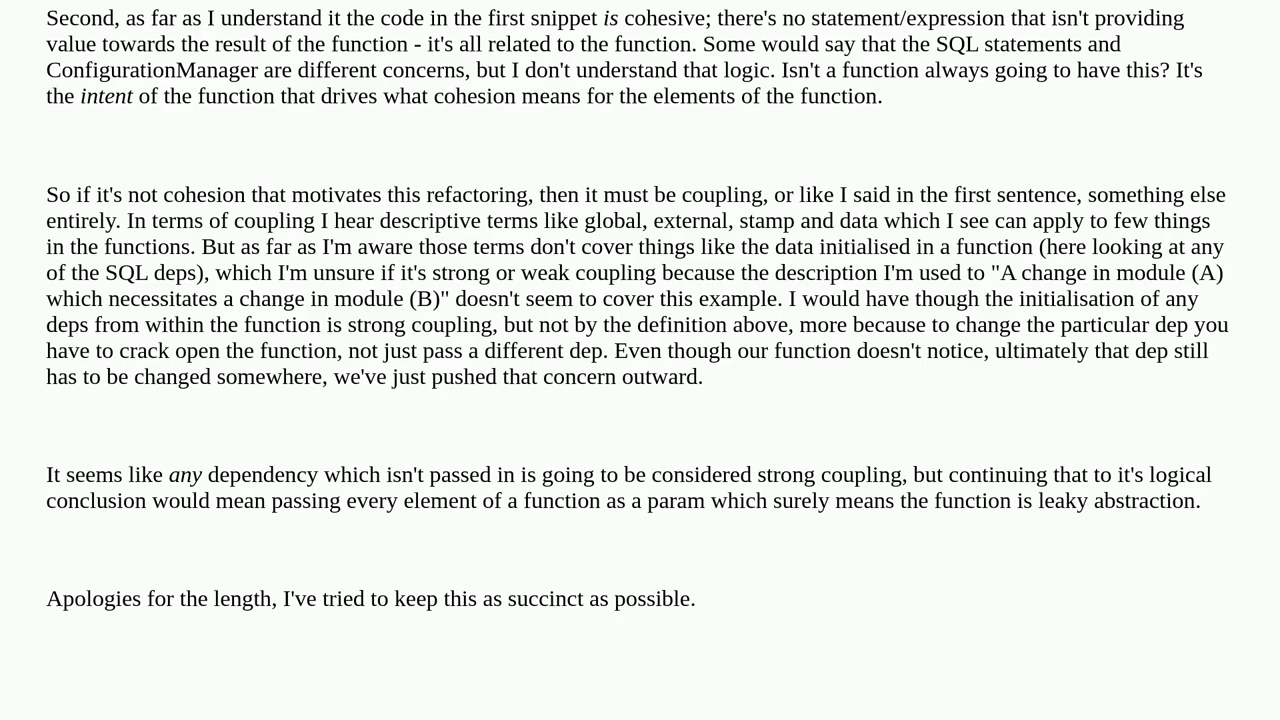 Second, as far as I understand it the code in the first snippet is cohesive; there's no statement/expression that isn't providing
value towards the result of the function - it's all related to the function. Some would say that the SQL statements and
ConfigurationManager are different concerns, but I don't understand that logic. Isn't a function always going to have this? It's
the intent of the function that drives what cohesion means for the elements of the function.
So if it's not cohesion that motivates this refactoring, then it must be coupling, or like I said in the first sentence, something else
entirely. In terms of coupling I hear descriptive terms like global, external, stamp and data which I see can apply to few things
in the functions. But as far as I'm aware those terms don't cover things like the data initialised in a function (here looking at any
of the SQL deps), which I'm unsure if it's strong or weak coupling because the description I'm used to "A change in module (A)
which necessitates a change in module (B)" doesn't seem to cover this example. I would have though the initialisation of any
deps from within the function is strong coupling, but not by the definition above, more because to change the particular dep you
have to crack open the function, not just pass a different dep. Even though our function doesn't notice, ultimately that dep still
has to be changed somewhere, we've just pushed that concern outward.
It seems like any dependency which isn't passed in is going to be considered strong coupling, but continuing that to it's logical
conclusion would mean passing every element of a function as a param which surely means the function is leaky abstraction.
Apologies for the length, I've tried to keep this as succinct as possible.